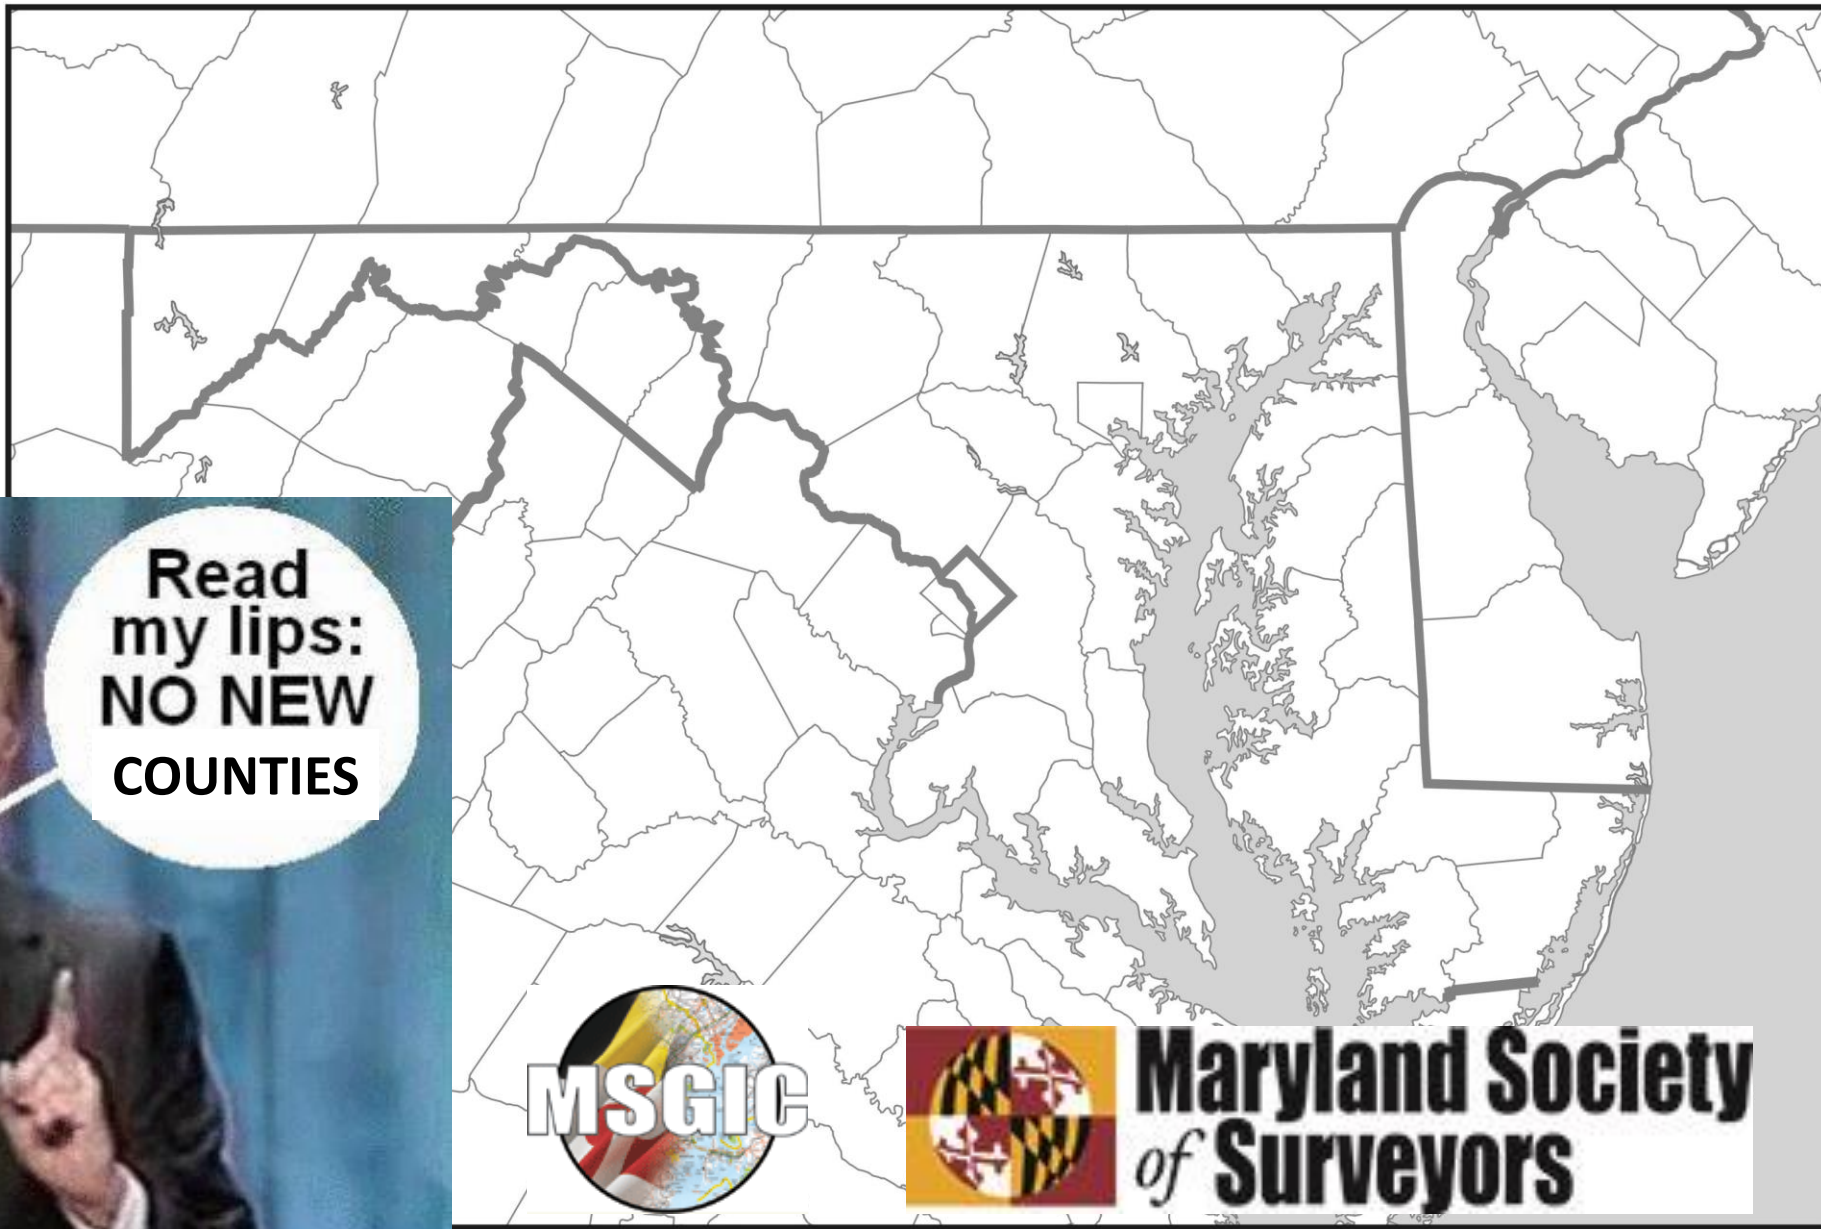 Read
my lips:
NO NEW
COUNTIES
MSGIC
Maryland Society
of Surveyors